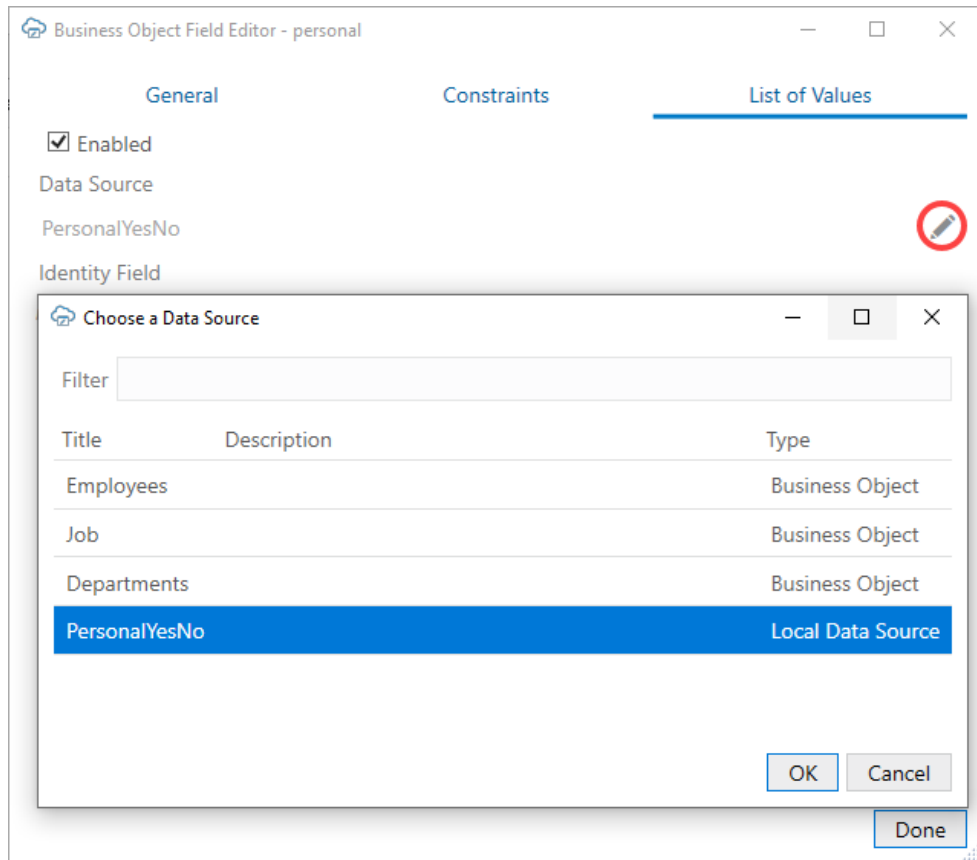 Business Object Field Editor - personal
General Constraints List of Values
Enabled
Data Source
PersonalYesNo
Identity Field
Choose a Data Source
Filter
Title Description Type
Employees Business Object
Job Business Object
Departments Business Object
PersonalYesNo Local Data Source
OK Cancel
Done